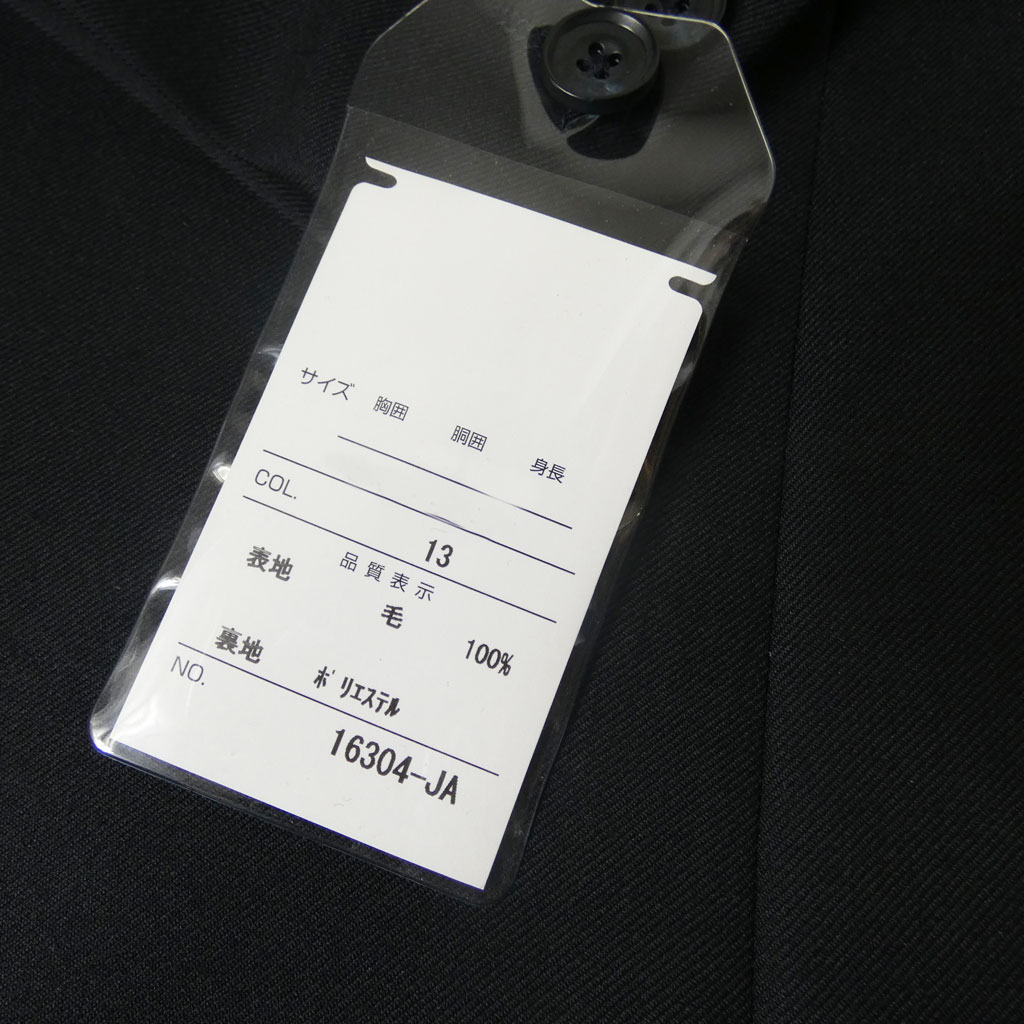 サイズ 胸囲 胴囲 身長
COL.
13
品質表示
表地 毛 100%
裏地 ポリエステル
NO.
16304-JA